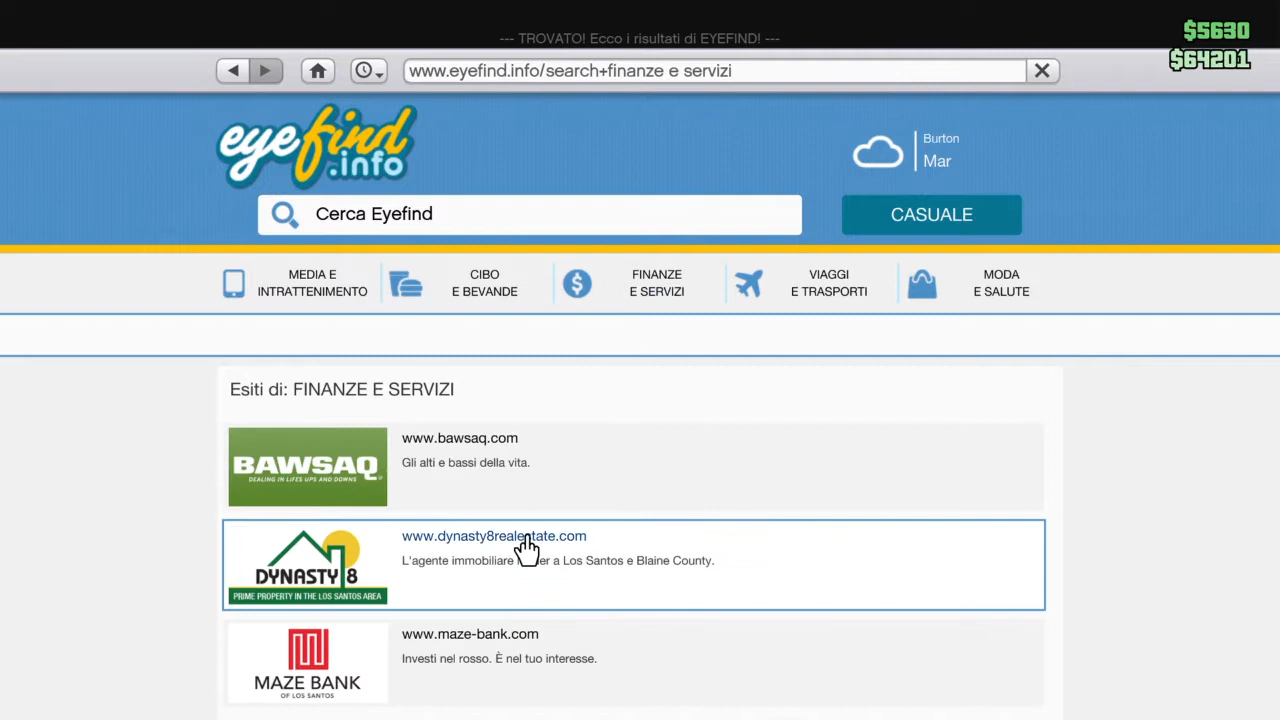 --- TROVATO! Ecco i risultati di EYEFIND! ---
$5630
$64201
www.eyefind.info/search+finanze e servizi
eyefind
.info
Burton
Mar
Cerca Eyefind
CASUALE
MEDIA E
INTRATTENIMENTO
CIBO
E BEVANDE
FINANZE
E SERVIZI
VIAGGI
E TRASPORTI
MODA
E SALUTE
Esiti di: FINANZE E SERVIZI
BAWSAQ
DEALING IN LIFES UPS AND DOWNS
www.bawsaq.com
Gli alti e bassi della vita.
DYNASTY 8
PRIME PROPERTY IN THE LOS SANTOS AREA
www.dynasty8realestate.com
L'agente immobiliare a Los Santos e Blaine County.
MAZE BANK
OF LOS SANTOS
www.maze-bank.com
Investi nel rosso. È nel tuo interesse.